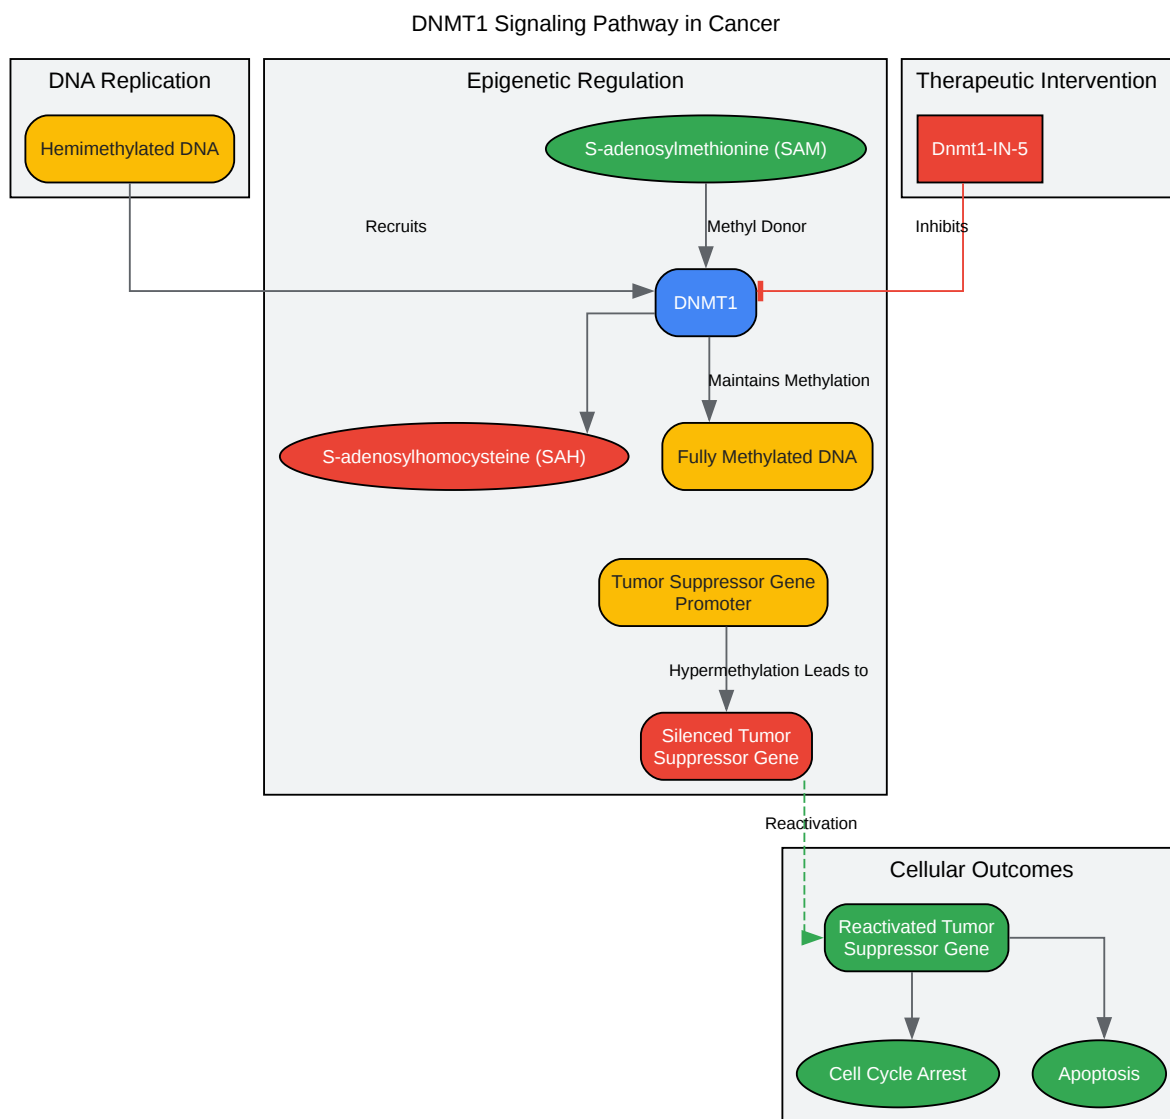 DNMT1 Signaling Pathway in Cancer
DNA Replication
Epigenetic Regulation
Therapeutic Intervention
Hemimethylated DNA
S-adenosylmethionine (SAM)
Dnmt1-IN-5
Recruits
Methyl Donor
Inhibits
DNMT1
Maintains Methylation
S-adenosylhomocysteine (SAH)
Fully Methylated DNA
Tumor Suppressor Gene
Promoter
Hypermethylation Leads to
Silenced Tumor
Suppressor Gene
Reactivation
Cellular Outcomes
Reactivated Tumor
Suppressor Gene
Cell Cycle Arrest
Apoptosis